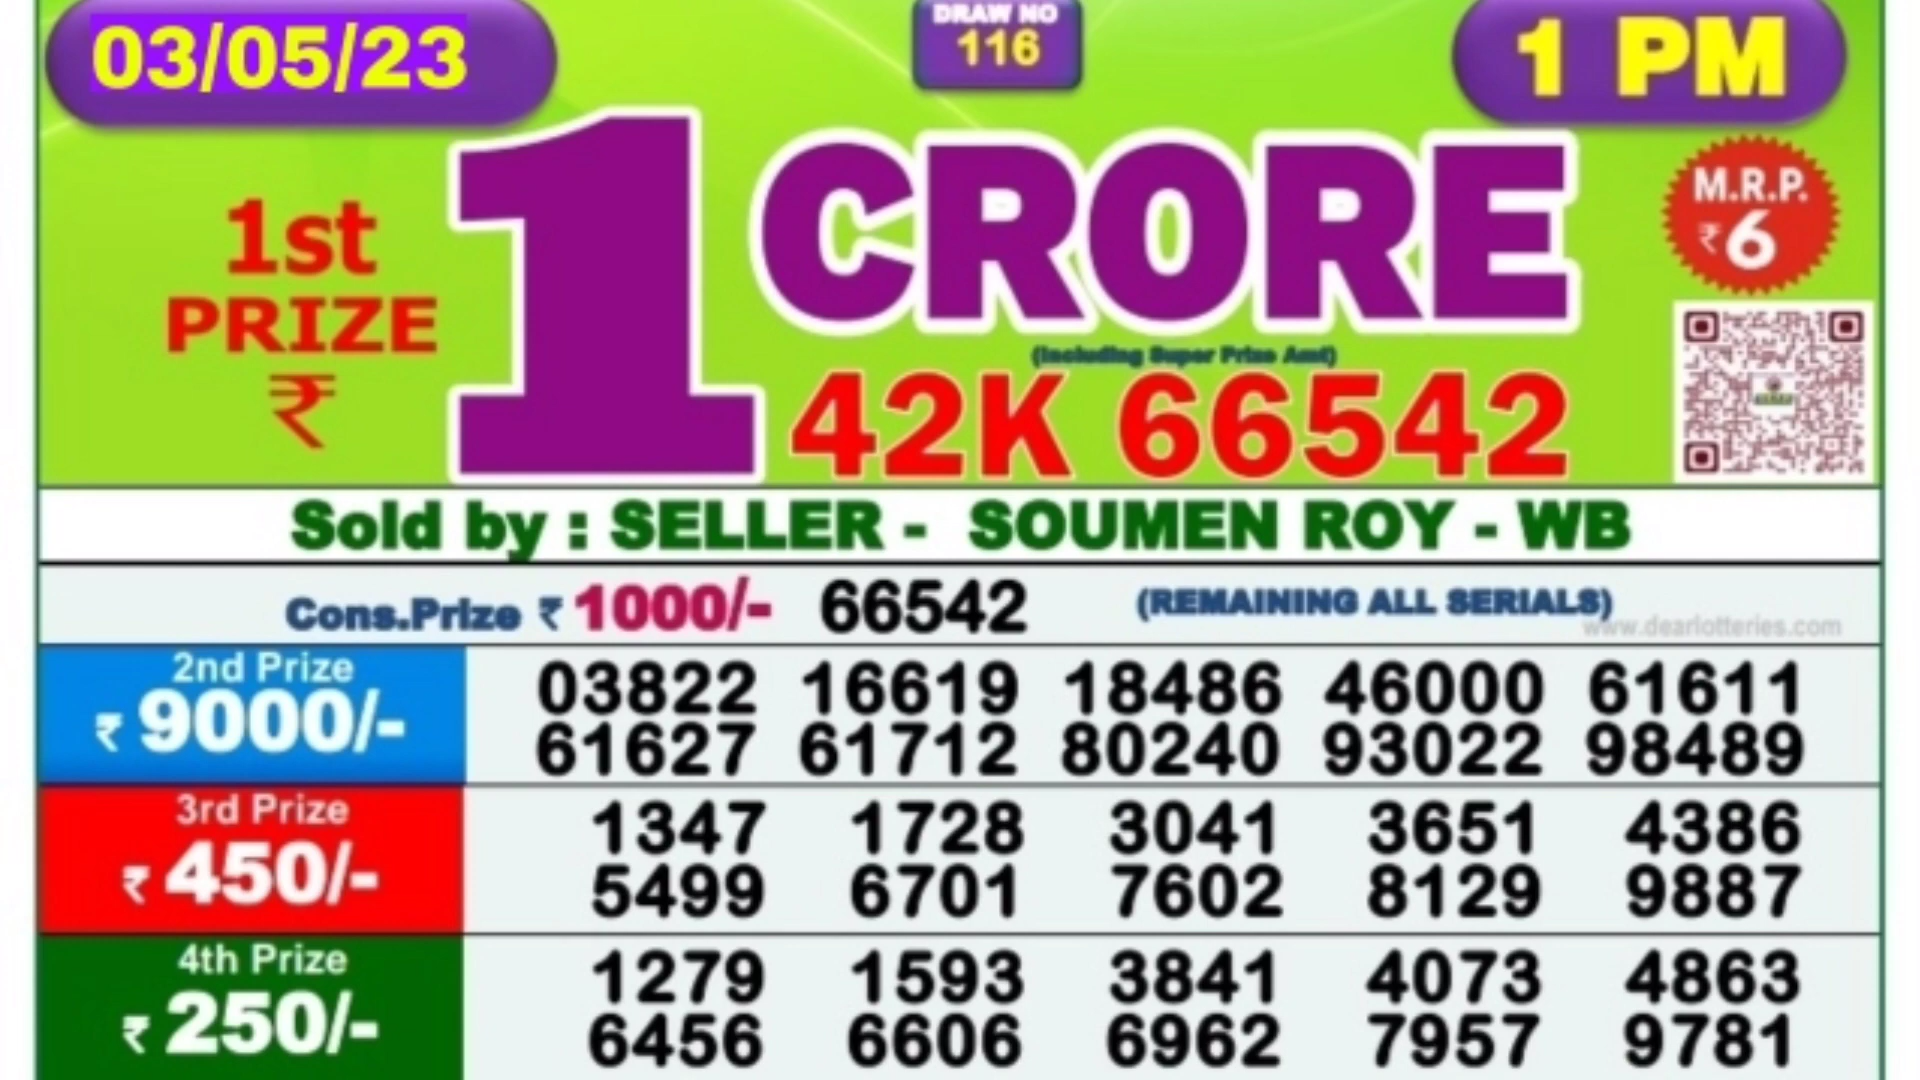 03/05/23
DRAW NO
116
1 PM
1st
PRIZE
₹
1 CRORE
M.R.P.
₹6
(Including Super Prize Amt)
42K 66542
Sold by : SELLER - SOUMEN ROY - WB
Cons.Prize ₹ 1000/- 66542 (REMAINING ALL SERIALS)
www.dearlotteries.com
2nd Prize
₹ 9000/-
03822 16619 18486 46000 61611
61627 61712 80240 93022 98489
3rd Prize
₹ 450/-
1347 1728 3041 3651 4386
5499 6701 7602 8129 9887
4th Prize
₹ 250/-
1279 1593 3841 4073 4863
6456 6606 6962 7957 9781